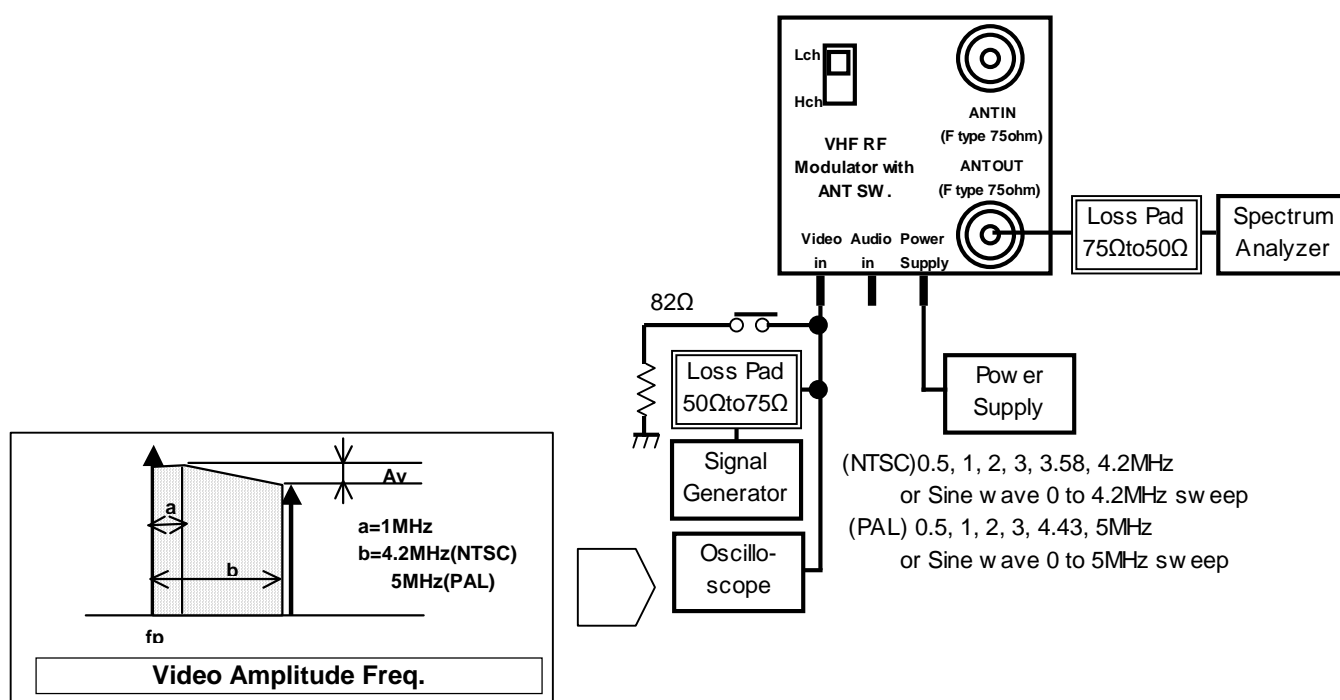 Lch
Hch
ANT IN
(F type 75ohm)
VHF RF
Modulator with
ANT SW.
ANT OUT
(F type 75ohm)
Video in
Audio in
Power Supply
Loss Pad
75Ωto50Ω
Spectrum
Analyzer
82Ω
Loss Pad
50Ωto75Ω
Power
Supply
Signal
Generator
(NTSC)0.5, 1, 2, 3, 3.58, 4.2MHz
or Sine wave 0 to 4.2MHz sweep
(PAL) 0.5, 1, 2, 3, 4.43, 5MHz
or Sine wave 0 to 5MHz sweep
Oscillo-
scope
Av
a
a=1MHz
b=4.2MHz(NTSC)
5MHz(PAL)
b
fp
Video Amplitude Freq.